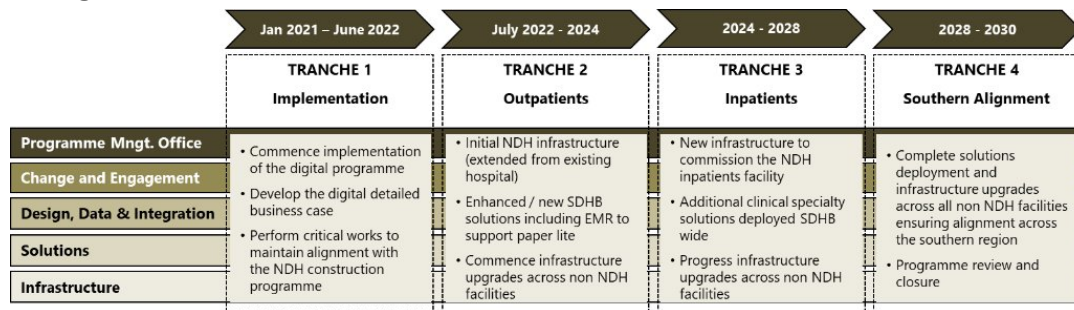 Jan 2021 – June 2022
July 2022 - 2024
2024 - 2028
2028 - 2030
TRANCHE 1
Implementation
TRANCHE 2
Outpatients
TRANCHE 3
Inpatients
TRANCHE 4
Southern Alignment
Programme Mngt. Office
Change and Engagement
Design, Data & Integration
Solutions
Infrastructure
• Commence implementation
of the digital programme
• Develop the digital detailed
business case
• Perform critical works to
maintain alignment with
the NDH construction
programme
• Initial NDH infrastructure
(extended from existing
hospital)
• Enhanced / new SDHB
solutions including EMR to
support paper lite
• Commence infrastructure
upgrades across non NDH
facilities
• New infrastructure to
commission the NDH
inpatients facility
• Additional clinical specialty
solutions deployed SDHB
wide
• Progress infrastructure
upgrades across non NDH
facilities
• Complete solutions
deployment and
infrastructure upgrades
across all non NDH facilities
ensuring alignment across
the southern region
• Programme review and
closure